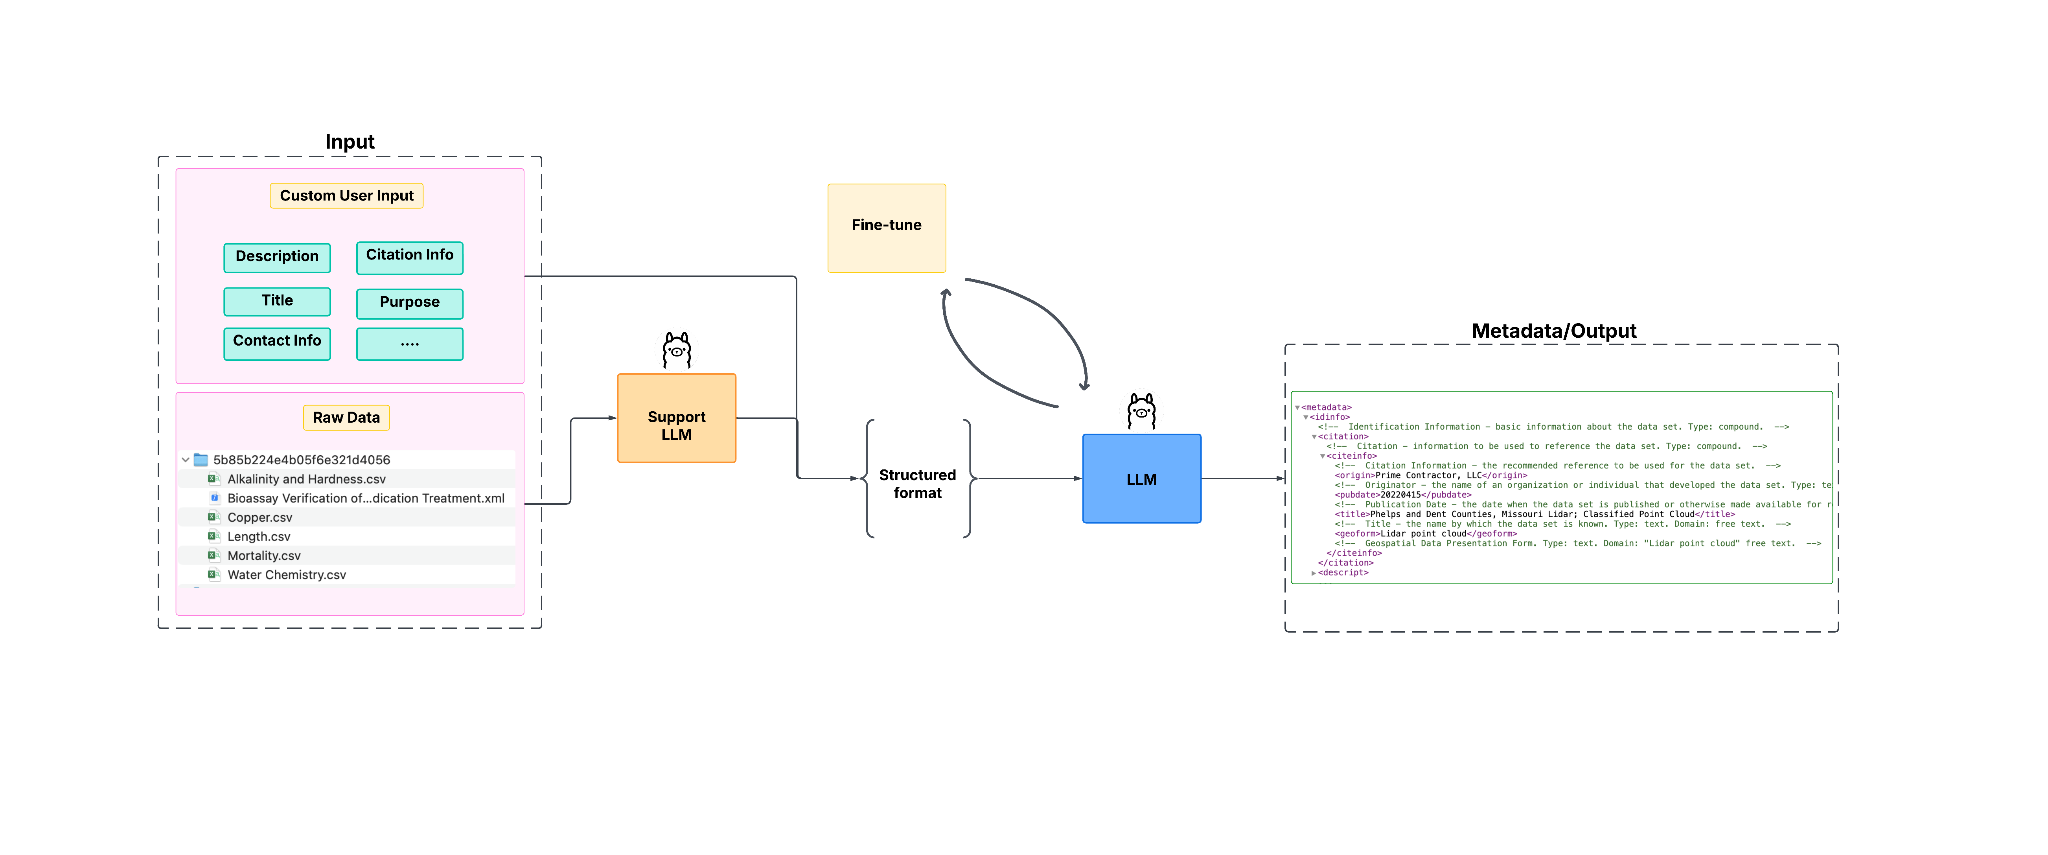 Input
Custom User Input
Description
Citation Info
Title
Purpose
Contact Info
....
Raw Data
5b85b224e4b05f6e321d4056
Alkalinity and Hardness.csv
Bioassay Verification of...dication Treatment.xml
Copper.csv
Length.csv
Mortality.csv
Water Chemistry.csv
Support
LLM
Fine-tune
Structured
format
LLM
Metadata/Output
<metadata>
<idinfo>
<!-- Identification Information - basic information about the data set. Type: compound. -->
<citation>
<!-- Citation - information to be used to reference the data set. Type: compound. -->
<citeinfo>
<!-- Citation Information - the recommended reference to be used for the data set. -->
<origin>Prime Contractor, LLC</origin>
<!-- Originator - the name of an organization or individual that developed the data set. Type: te
<pubdate>20220415</pubdate>
<!-- Publication Date - the date when the data set is published or otherwise made available for r
<title>Phelps and Dent Counties, Missouri Lidar; Classified Point Cloud</title>
<!-- Title - the name by which the data set is known. Type: text. Domain: free text. -->
<geoform>Lidar point cloud</geoform>
<!-- Geospatial Data Presentation Form. Type: text. Domain: "Lidar point cloud" free text. -->
</citeinfo>
</citation>
<descript>